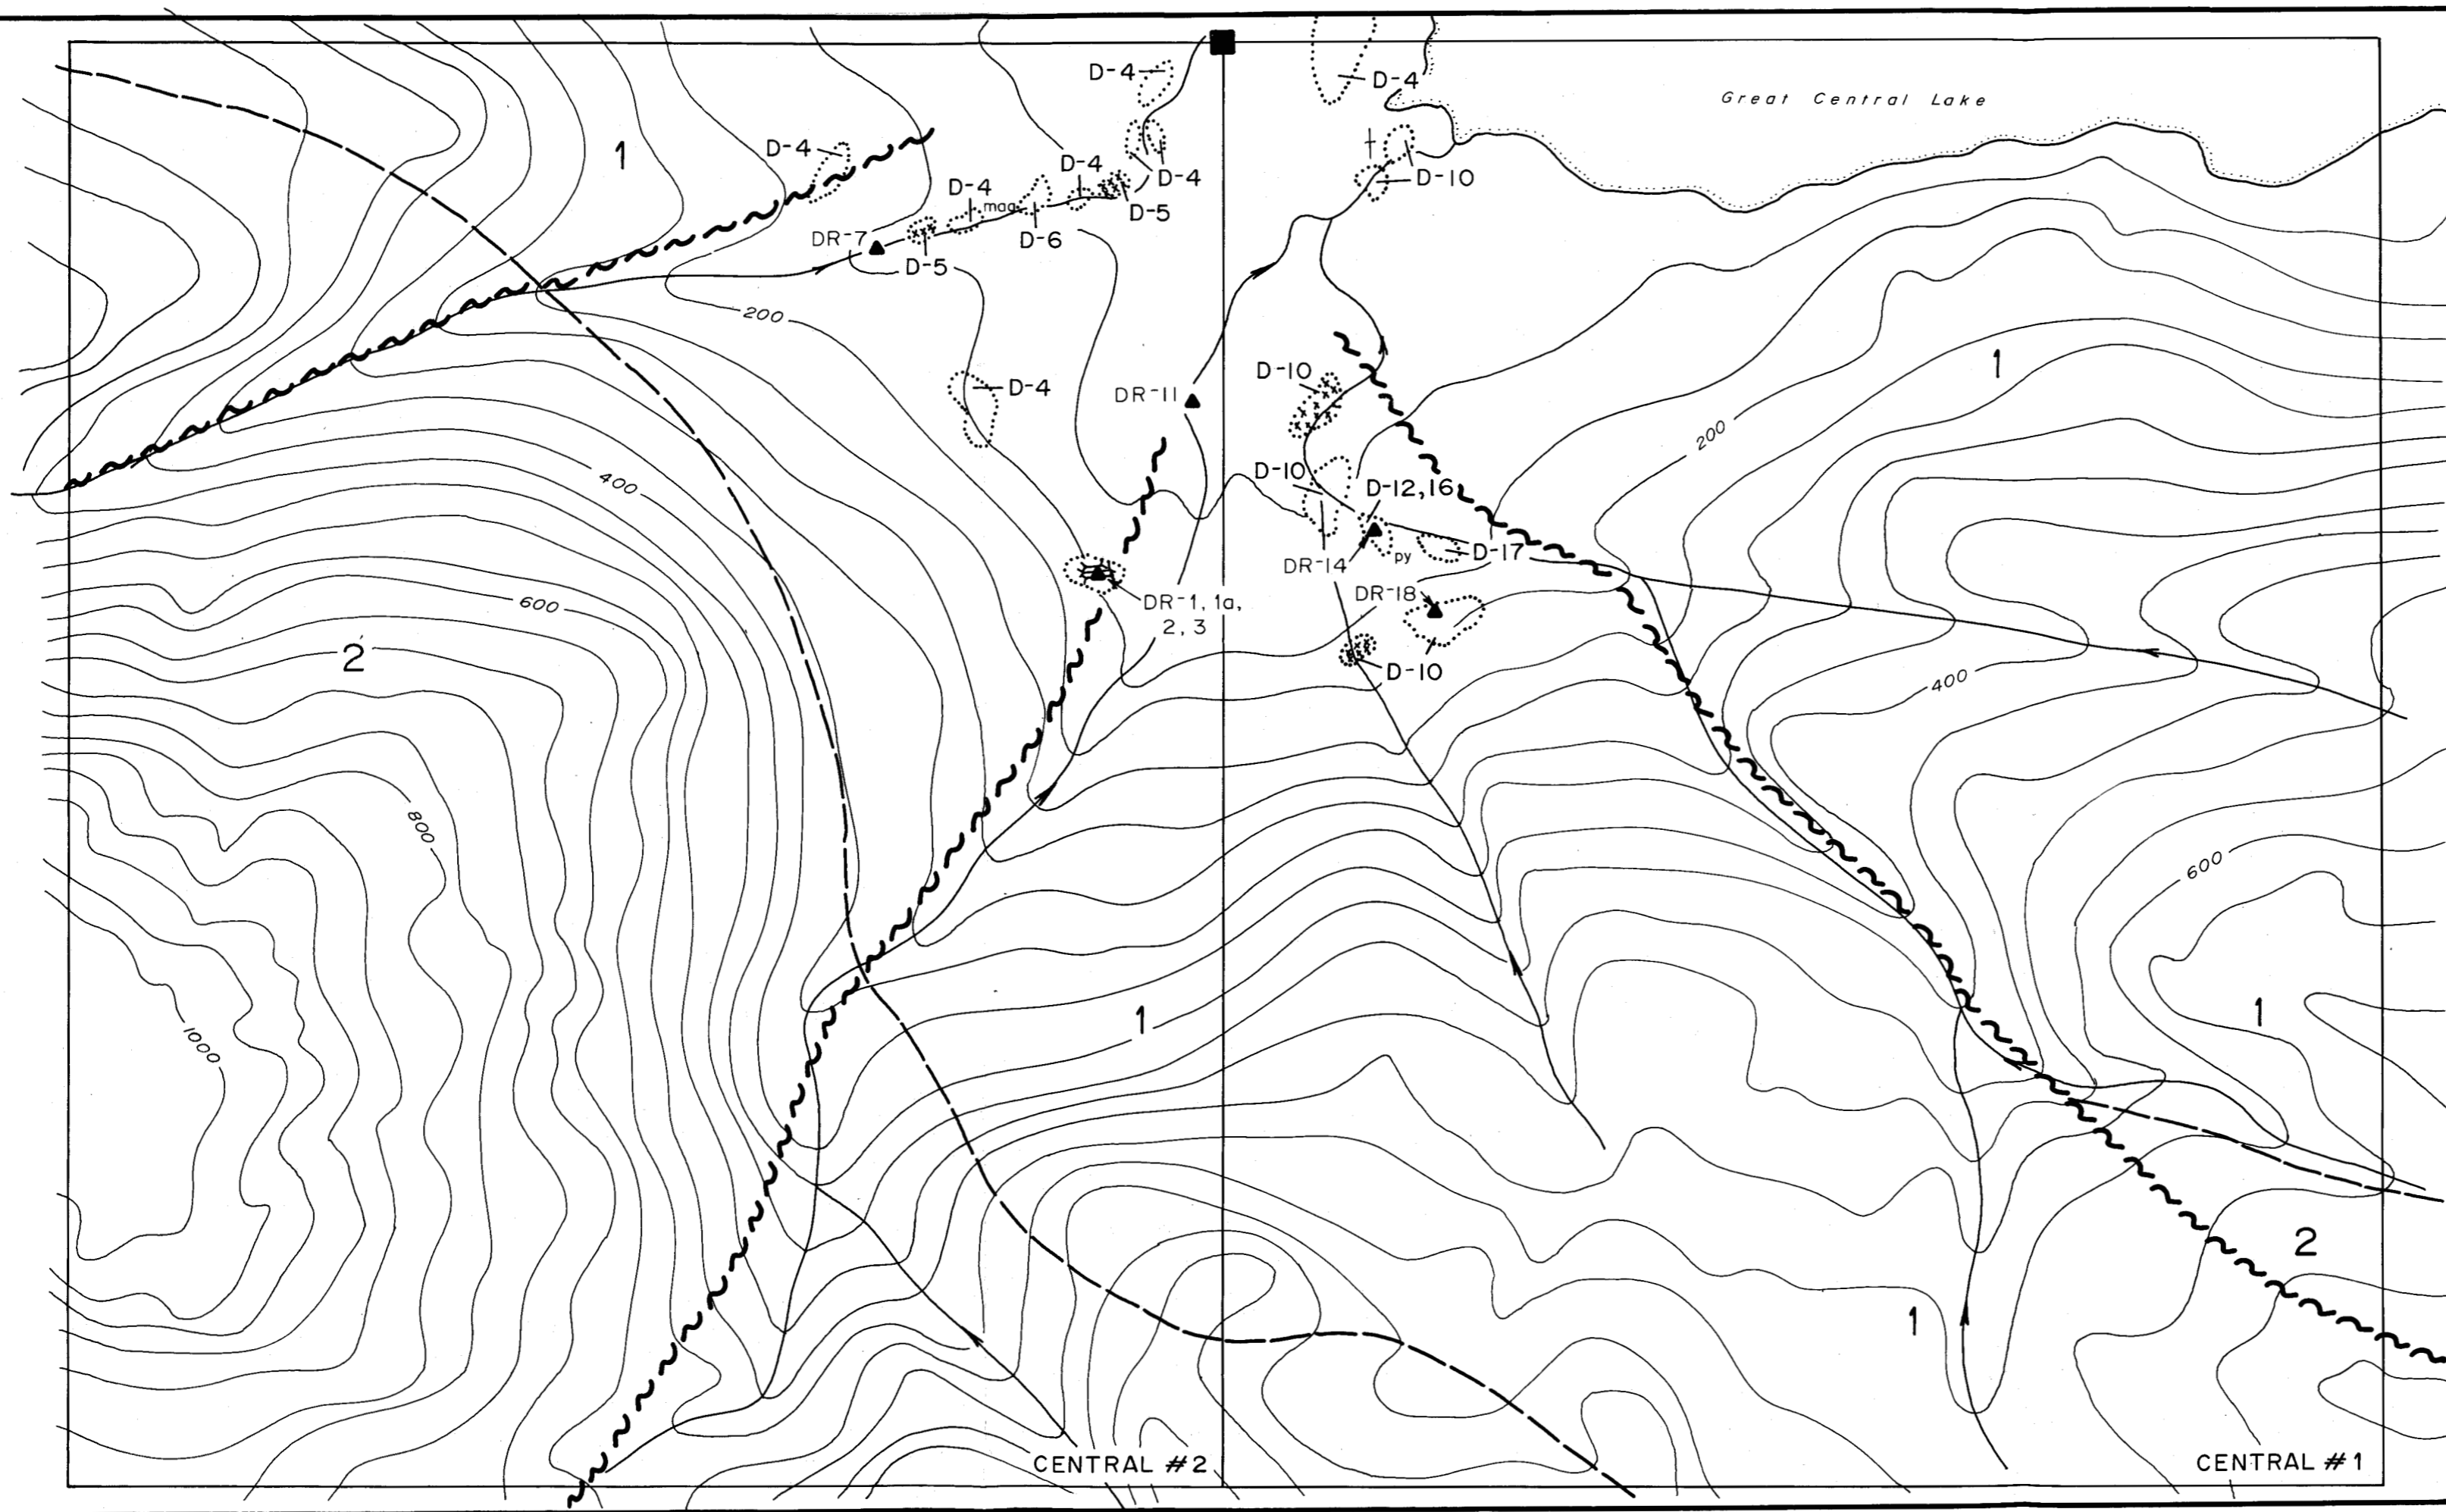 D-4
D-4
Great Central Lake
1
D-4
D-4
D-4
D-10
D-4
mag
D-5
DR-7
D-6
D-5
200
1
D-10
D-4
DR-11
200
D-10
400
D-12, 16
D-17
py
DR-14
DR-18
600
DR-1, 1a,
2, 3
2
D-10
400
800
600
1000
1
1
2
1
CENTRAL #2
CENTRAL #1